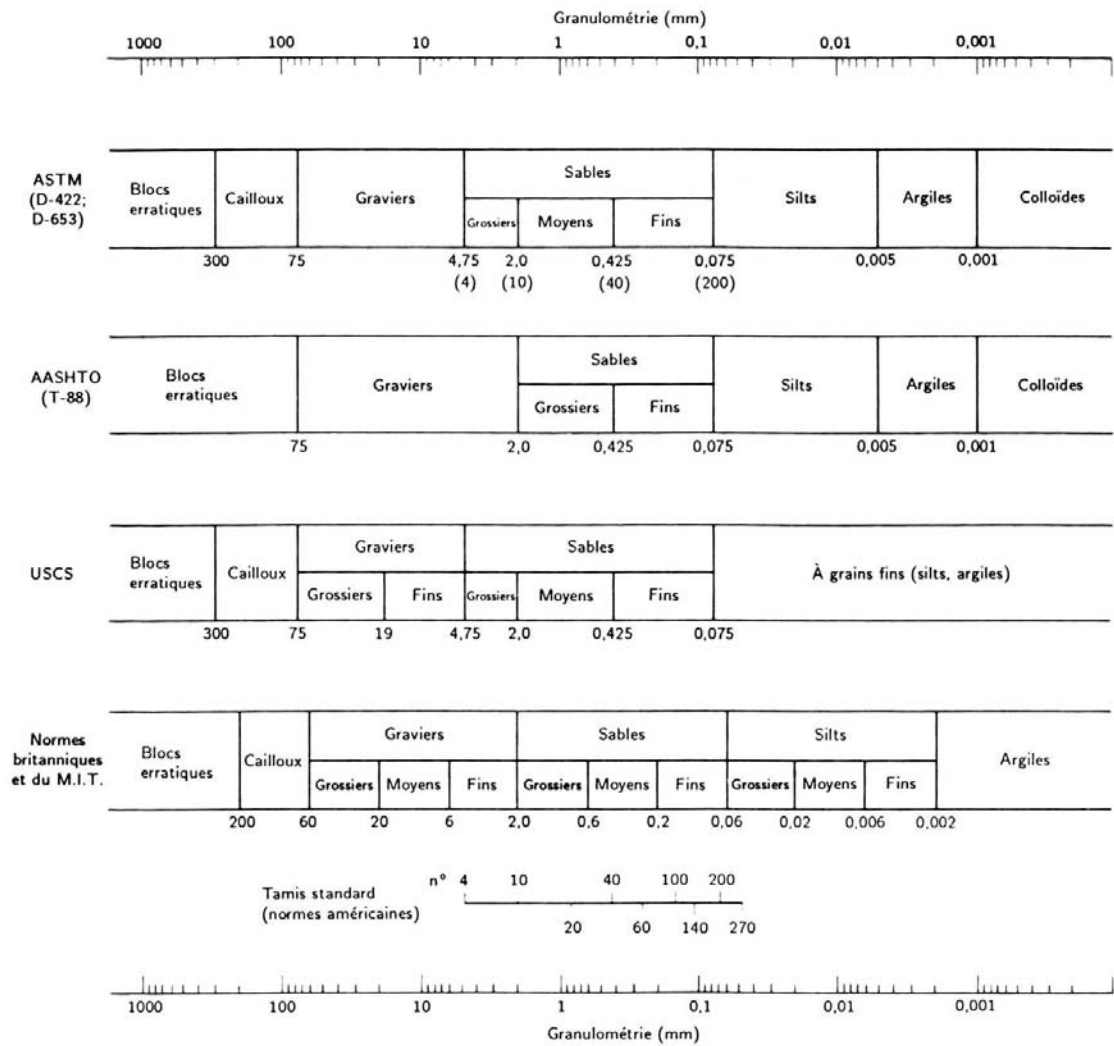 Granulométrie (mm)
1000 100 10 1 0,1 0,01 0,001
ASTM
(D-422;
D-653)
Blocs
erratiques
Cailloux
Graviers
Sables
Grossiers
Moyens
Fins
Silts
Argiles
Colloïdes
300 75 4,75 2,0 0,425 0,075 0,005 0,001
(4) (10) (40) (200)
AASHTO
(T-88)
Blocs
erratiques
Graviers
Sables
Grossiers
Fins
Silts
Argiles
Colloïdes
75 2,0 0,425 0,075 0,005 0,001
USCS
Blocs
erratiques
Cailloux
Graviers
Grossiers
Fins
Sables
Grossiers
Moyens
Fins
À grains fins (silts, argiles)
300 75 19 4,75 2,0 0,425 0,075
Normes
britanniques
et du M.I.T.
Blocs
erratiques
Cailloux
Graviers
Grossiers
Moyens
Fins
Sables
Grossiers
Moyens
Fins
Silts
Grossiers
Moyens
Fins
Argiles
200 60 20 6 2,0 0,6 0,2 0,06 0,02 0,006 0,002
Tamis standard
(normes américaines)
n° 4 10 40 100 200
20 60 140 270
1000 100 10 1 0,1 0,01 0,001
Granulométrie (mm)